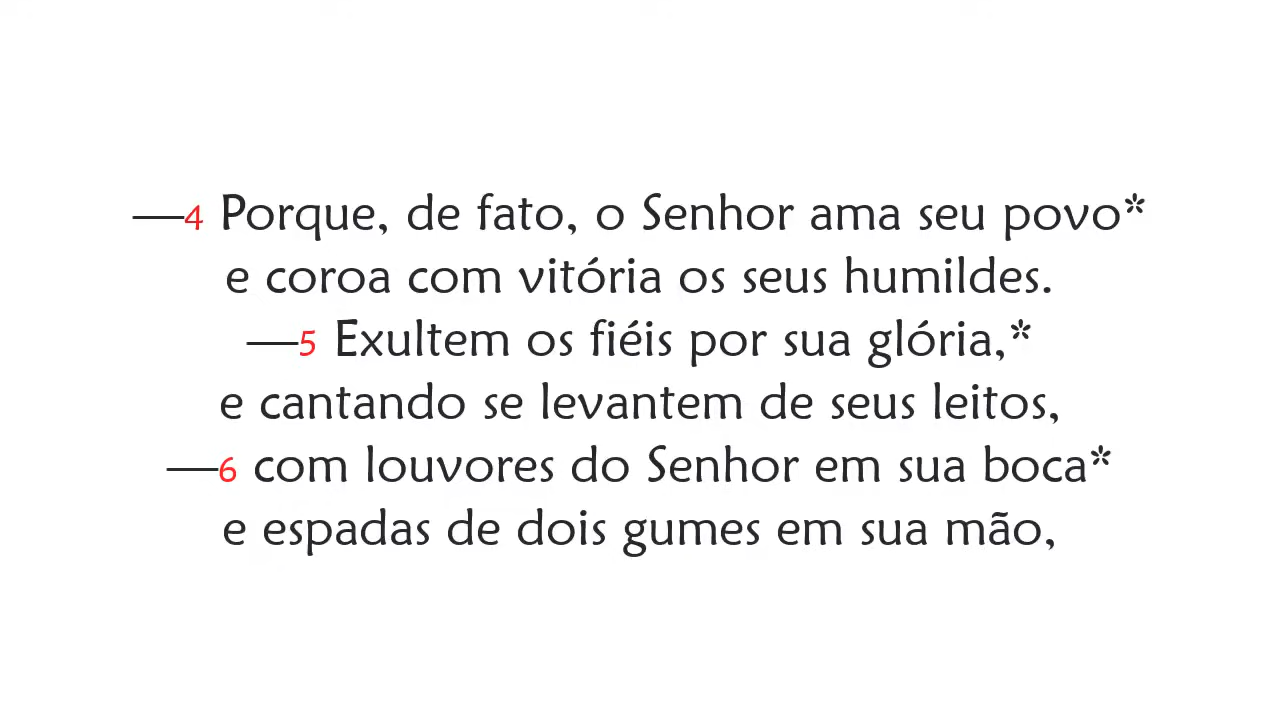 —4 Porque, de fato, o Senhor ama seu povo*
e coroa com vitória os seus humildes.
—5 Exultem os fiéis por sua glória,*
e cantando se levantem de seus leitos,
—6 com louvores do Senhor em sua boca*
e espadas de dois gumes em sua mão,